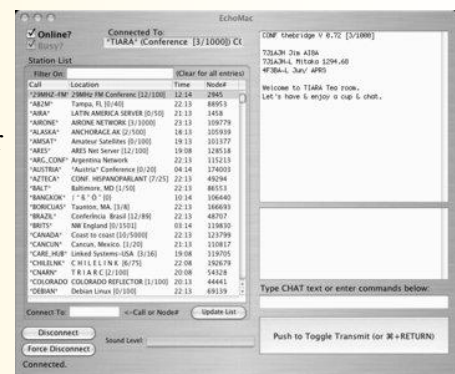 EchoMac
Online?
Busy?
Connected To:
*TIARA* (Conference [3/1000]) C(
Station List
Filter On:
(Clear for all entries)
Call Location Time Node#
*29MHZ-FM* 29MHz FM Conferenc [12/100] 12:14 2945
*AB2M* Tampa, FL [0/40] 22:13 88953
*AIRA* LATIN AMERICA SERVER [0/50] 21:13 1458
*AIRONE* AIRONE NETWORK [3/1000] 23:13 109779
*ALASKA* ANCHORAGE AK [2/500] 18:13 105939
*AMSAT* Amateur Satellites [0/100] 19:13 101377
*ARES* ARES Net Server [12/100] 19:08 128518
*ARG_CONF* Argentina Network 22:13 115213
*AUSTRIA* *Austria* Conference [0/20] 04:14 174003
*AZTECA* CONF. HISPANOPARLANT [7/25] 22:13 49294
*BALT* Baltimore, MD [1/50] 22:13 86553
*BANGKOK* 10:14 106440
*BORICUAS* Taunton, MA. [3/8] 22:13 166693
*BRAZIL* Conferência Brasil [12/89] 22:13 48707
*BRITS* NW England [0/1501] 03:14 119830
*CANADA* Coast to coast [10/5000] 22:13 123799
*CANCUN* Cancun, Mexico. [1/20] 21:13 110817
*CARE_HUB* Linked Systems-USA [3/16] 19:08 319705
*CHILELNK* C H I L E L I N K [6/75] 22:08 192679
*CNARN* T R I A R C [2/100] 20:08 54328
*COLORADO COLORADO REFLECTOR [1/100] 20:13 44441
*DEBIAN* Debian Linux [0/100] 22:13 69139
Connect To:
<-Call or Node#
Update List
Disconnect
Force Disconnect
Sound Level:
Connected.
CONF thebridge V 0.72 [3/1000]
7J1AJH Jim AIBA
7J1AJH-L Mitaka 1294.60
4F3BA-L Jun/ APRS
Welcome to TIARA Tea room.
Let's have & enjoy a cup & chat.
Type CHAT text or enter commands below:
Push to Toggle Transmit (or ⌘+RETURN)